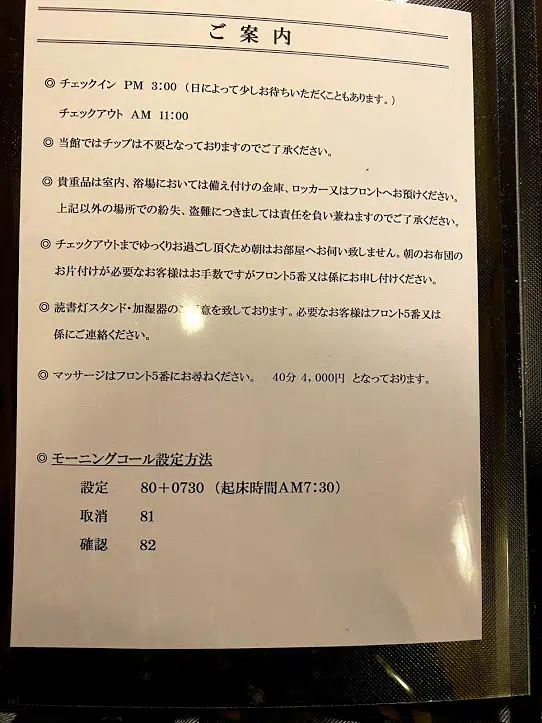 ご案内
◎ チェックイン PM 3:00 (日によって少しお待ちいただくこともあります。)
チェックアウト AM 11:00
◎ 当館ではチップは不要となっておりますのでご了承ください。
◎ 貴重品は室内、浴場においては備え付けの金庫、ロッカー又はフロントへお預けください。
上記以外の場所での紛失、盗難につきましては責任を負い兼ねますのでご了承ください。
◎ チェックアウトまでゆっくりお過ごし頂くため朝はお部屋へお伺い致しません。朝のお布団の
お片付けが必要なお客様はお手数ですがフロント5番又は係にお申し付けください。
◎ 読書灯スタンド・加湿器の 意を致しております。必要なお客様はフロント5番又は
係にご連絡ください。
◎ マッサージはフロント5番にお尋ねください。 40分 4,000円 となっております。
◎ モーニングコール設定方法
設定 80+0730 (起床時間AM7:30)
取消 81
確認 82